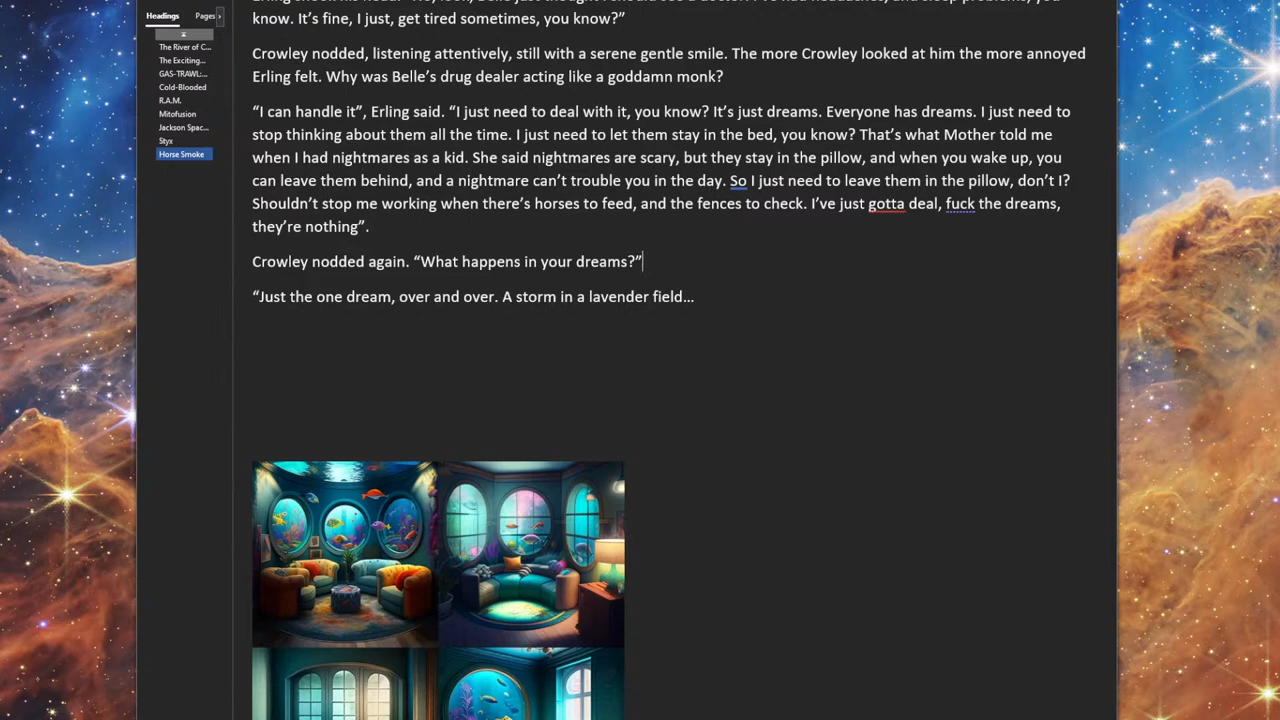 Headings
Pages
The River of C...
The Exciting...
GAS-TRAWL:...
Cold-Blooded
R.A.M.
Mitofusion
Jackson Spac...
Styx
Horse Smoke
know. It’s fine, I just, get tired sometimes, you know?”
Crowley nodded, listening attentively, still with a serene gentle smile. The more Crowley looked at him the more annoyed
Erling felt. Why was Belle’s drug dealer acting like a goddamn monk?
“I can handle it”, Erling said. “I just need to deal with it, you know? It’s just dreams. Everyone has dreams. I just need to
stop thinking about them all the time. I just need to let them stay in the bed, you know? That’s what Mother told me
when I had nightmares as a kid. She said nightmares are scary, but they stay in the pillow, and when you wake up, you
can leave them behind, and a nightmare can’t trouble you in the day. So I just need to leave them in the pillow, don’t I?
Shouldn’t stop me working when there’s horses to feed, and the fences to check. I’ve just gotta deal, fuck the dreams,
they’re nothing”.
Crowley nodded again. “What happens in your dreams?”
“Just the one dream, over and over. A storm in a lavender field...